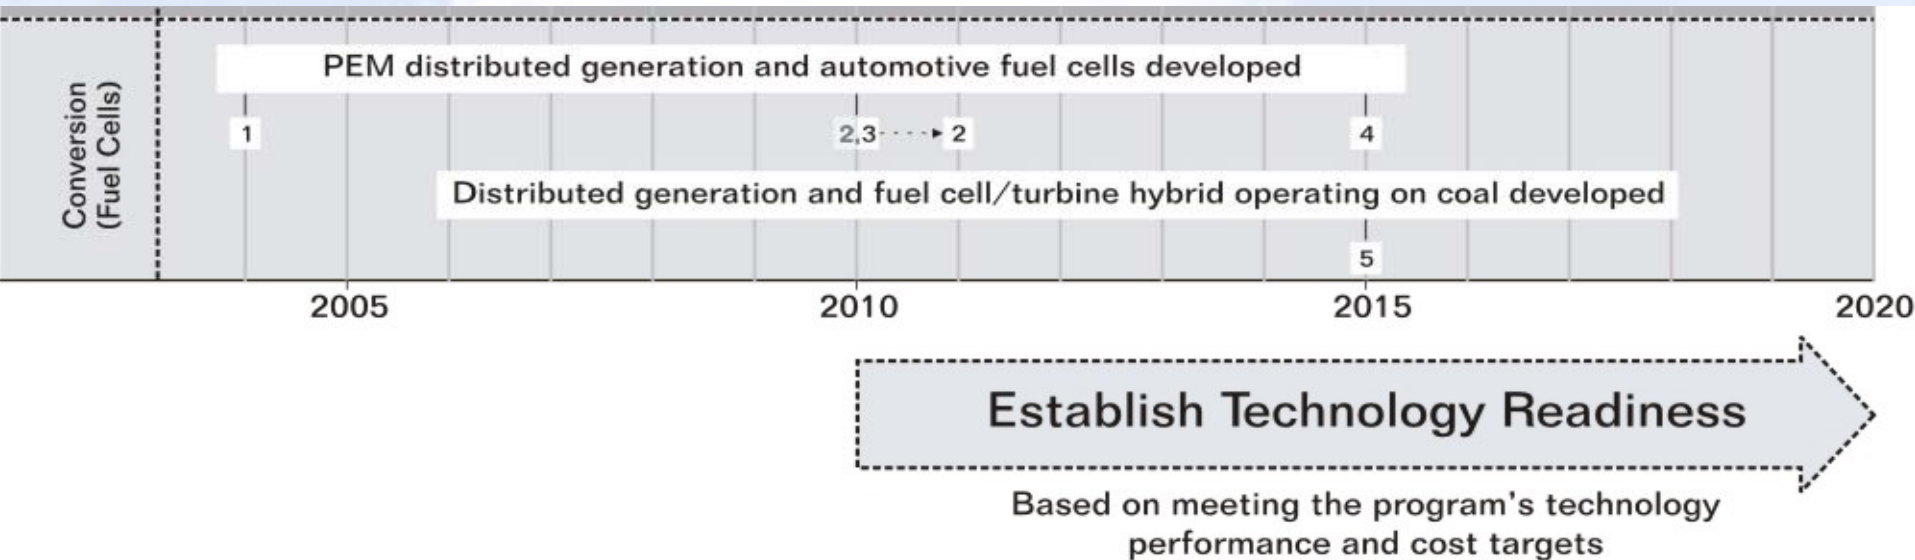 PEM distributed generation and automotive fuel cells developed
Conversion
(Fuel Cells)
1
2,3
2
4
Distributed generation and fuel cell/turbine hybrid operating on coal developed
5
2005
2010
2015
2020
Establish Technology Readiness
Based on meeting the program's technology
performance and cost targets